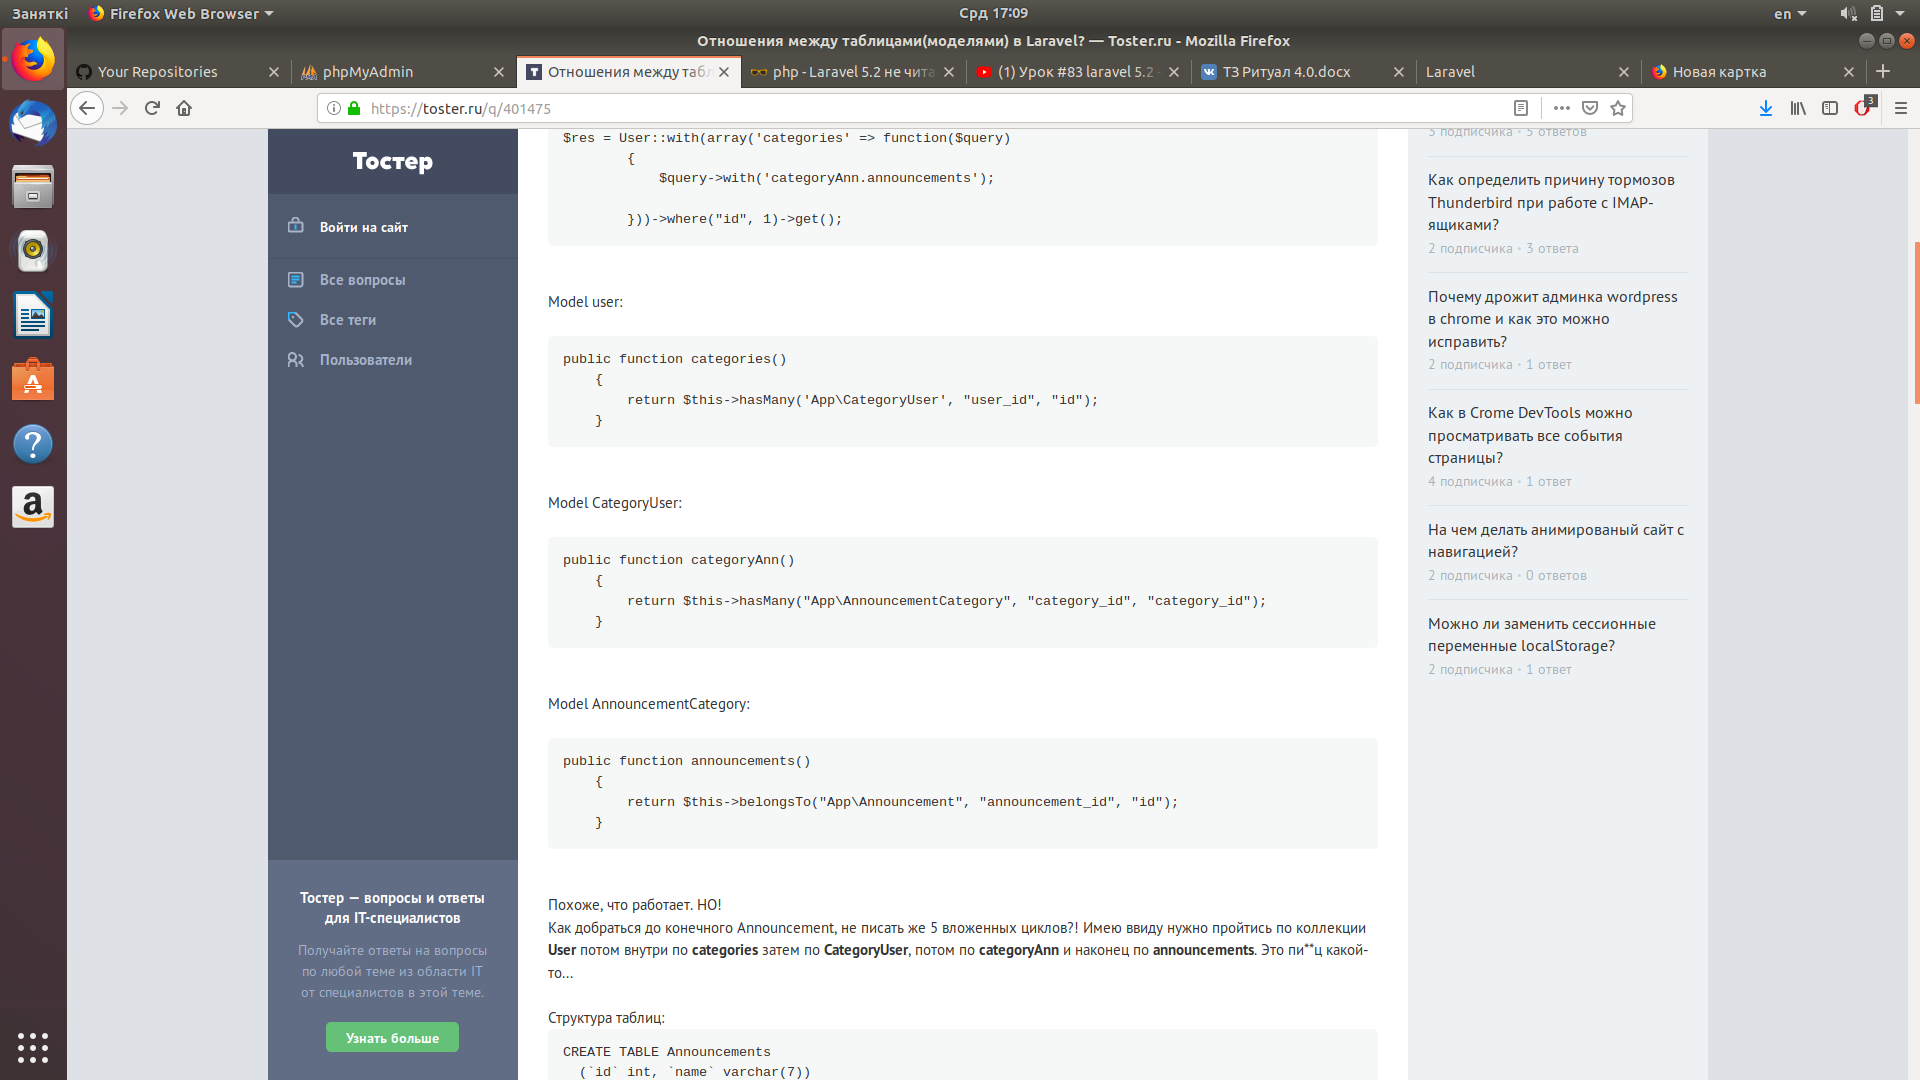 Заняткі
Firefox Web Browser
Срд 17:09
en
Отношения между таблицами(моделями) в Laravel? — Toster.ru - Mozilla Firefox
Your Repositories
phpMyAdmin
Отношения между таб
php - Laravel 5.2 не чита
(1) Урок #83 laravel 5.2 -
ТЗ Ритуал 4.0.docx
Laravel
Новая картка
https://toster.ru/q/401475
3
Тостер
Войти на сайт
Все вопросы
Все теги
Пользователи
Тостер — вопросы и ответы
для IT-специалистов
Получайте ответы на вопросы
по любой теме из области IT
от специалистов в этой теме.
Узнать больше
$res = User::with(array('categories' => function($query)
{
$query->with('categoryAnn.announcements');
}))->where("id", 1)->get();
Model user:
public function categories()
{
return $this->hasMany('App\CategoryUser', "user_id", "id");
}
Model CategoryUser:
public function categoryAnn()
{
return $this->hasMany("App\AnnouncementCategory", "category_id", "category_id");
}
Model AnnouncementCategory:
public function announcements()
{
return $this->belongsTo("App\Announcement", "announcement_id", "id");
}
Похоже, что работает. НО!
Как добраться до конечного Announcement, не писать же 5 вложенных циклов?! Имею ввиду нужно пройтись по коллекции
User потом внутри по categories затем по CategoryUser, потом по categoryAnn и наконец по announcements. Это пи**ц какой-
то...
Структура таблиц:
CREATE TABLE Announcements
(`id` int, `name` varchar(7))
3 подписчика • 5 ответов
Как определить причину тормозов
Thunderbird при работе с IMAP-
ящиками?
2 подписчика • 3 ответа
Почему дрожит админка wordpress
в chrome и как это можно
исправить?
2 подписчика • 1 ответ
Как в Crome DevTools можно
просматривать все события
страницы?
4 подписчика • 1 ответ
На чем делать анимированый сайт с
навигацией?
2 подписчика • 0 ответов
Можно ли заменить сессионные
переменные localStorage?
2 подписчика • 1 ответ